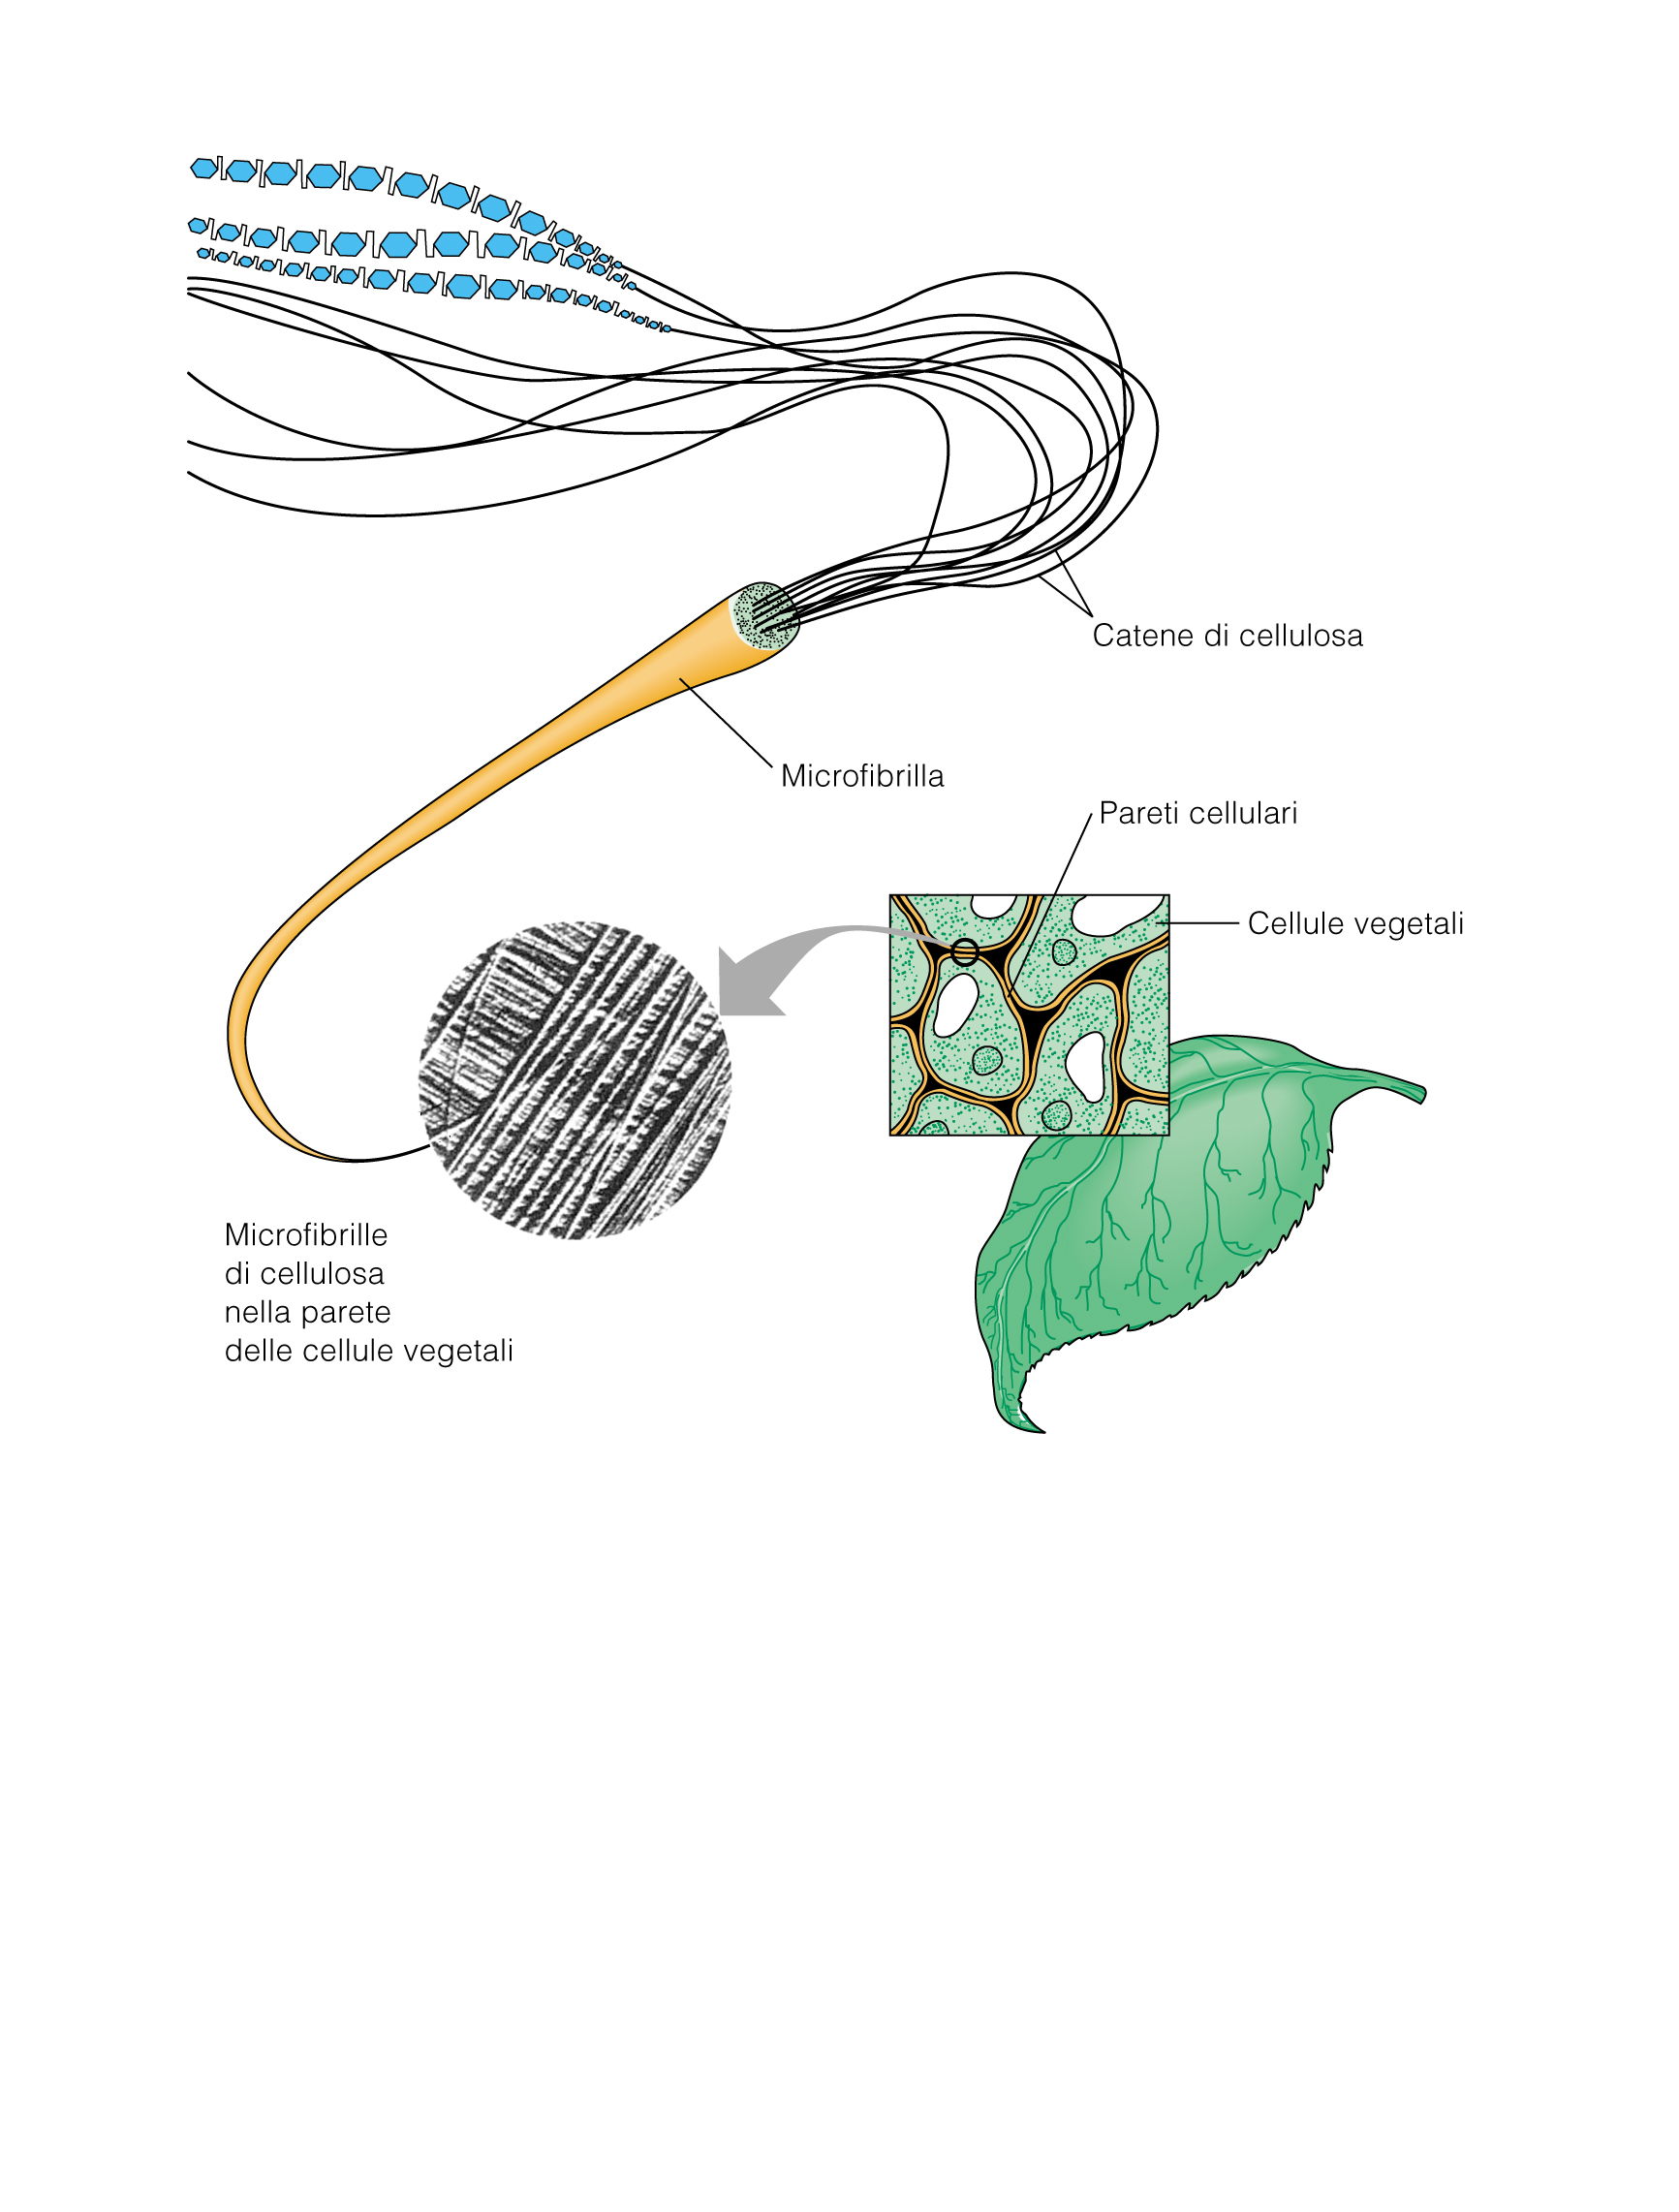 Catene di cellulosa
Microfibrilla
Pareti cellulari
Cellule vegetali
Microfibrille
di cellulosa
nella parete
delle cellule vegetali